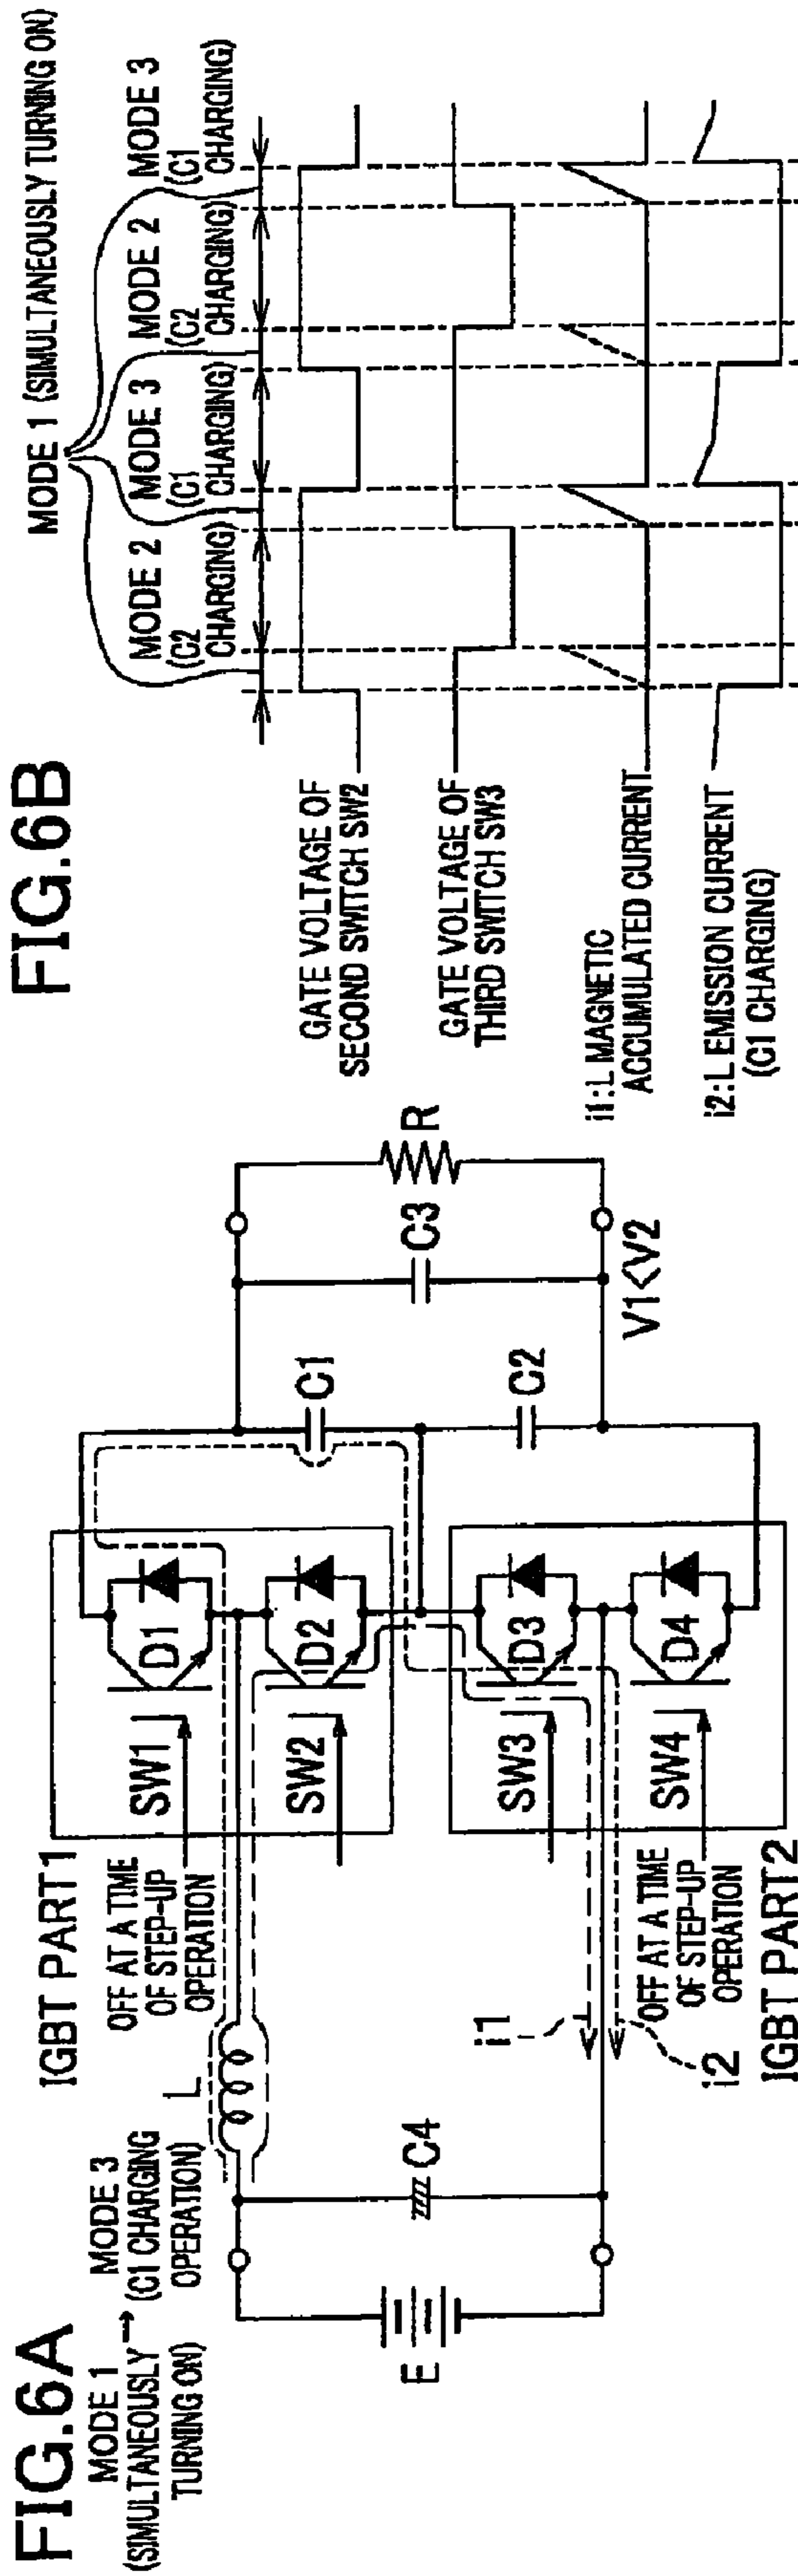 FIG.6A
MODE 1
(SIMULTANEOUSLY
TURNING ON)
→
MODE 3
(C1 CHARGING
OPERATION)
L
E
C4
IGBT PART1
OFF AT A TIME
OF STEP-UP
OPERATION
SW1
D1
SW2
D2
SW3
D3
SW4
D4
i1
i2
OFF AT A TIME
OF STEP-UP
OPERATION
IGBT PART2
C1
C2
C3
R
V1<V2
FIG.6B
MODE 1 (SIMULTANEOUSLY TURNING ON)
MODE 2
(C2
CHARGING)
MODE 3
(C1
CHARGING)
MODE 2
(C2
CHARGING)
MODE 3
(C1
CHARGING)
GATE VOLTAGE OF
SECOND SWITCH SW2
GATE VOLTAGE OF
THIRD SWITCH SW3
i1:L MAGNETIC
ACCUMULATED CURRENT
i2:L EMISSION CURRENT
(C1 CHARGING)